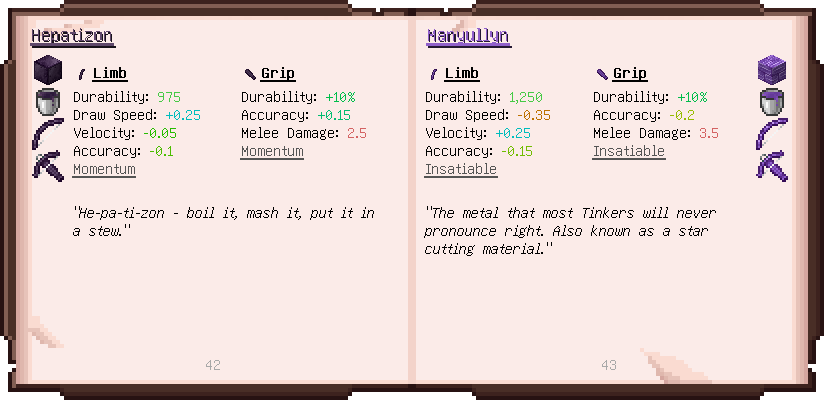 Hepatizon
Limb
Durability: 975
Draw Speed: +0.25
Velocity: -0.05
Accuracy: -0.1
Momentum
Grip
Durability: +10%
Accuracy: +0.15
Melee Damage: 2.5
Momentum
"He-pa-ti-zon - boil it, mash it, put it in
a stew."
42
Manyullyn
Limb
Durability: 1,250
Draw Speed: -0.35
Velocity: +0.25
Accuracy: -0.15
Insatiable
Grip
Durability: +10%
Accuracy: -0.2
Melee Damage: 3.5
Insatiable
"The metal that most Tinkers will never
pronounce right. Also known as a star
cutting material."
43